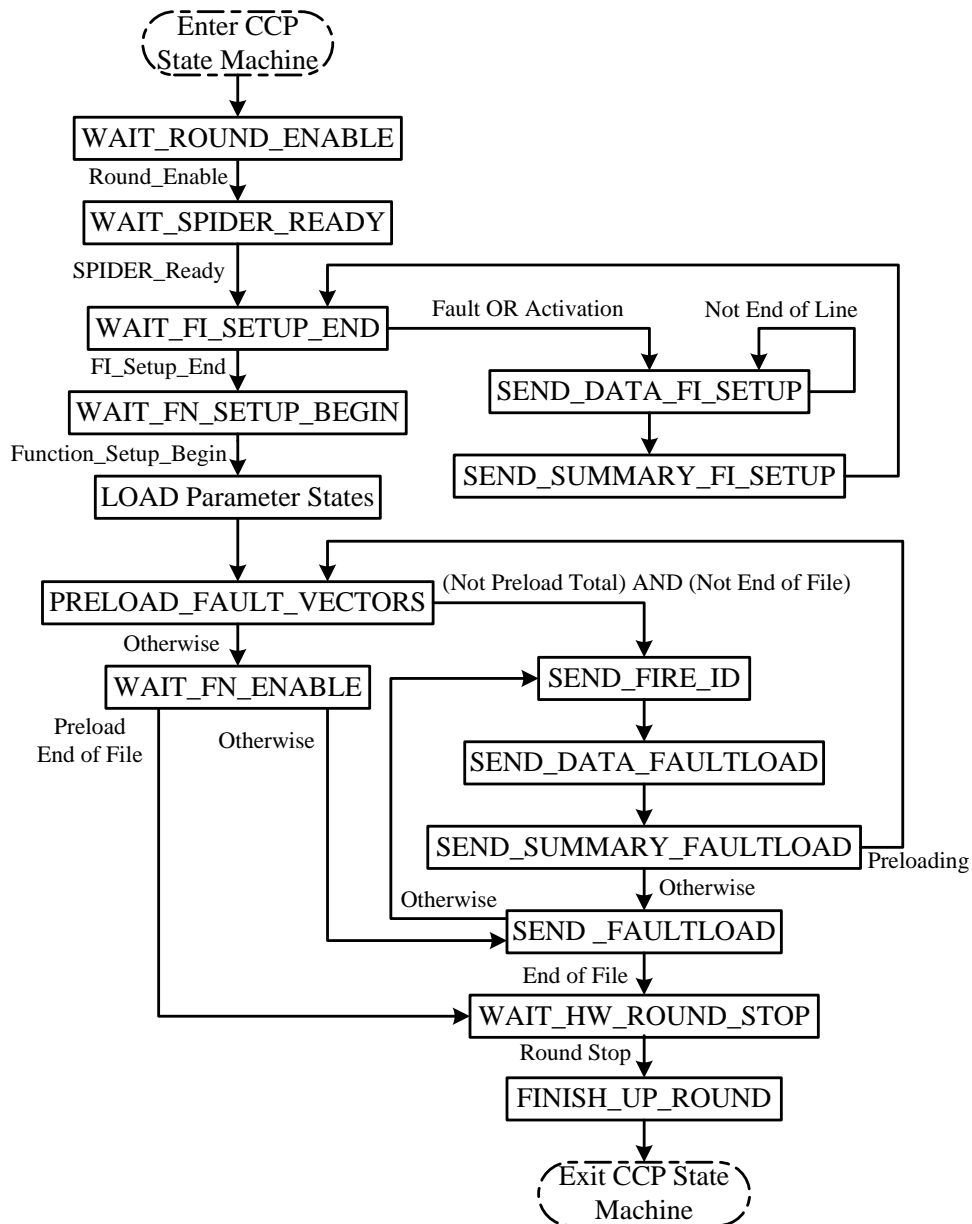 Enter CCP
State Machine
WAIT_ROUND_ENABLE
Round_Enable
WAIT_SPIDER_READY
SPIDER_Ready
WAIT_FI_SETUP_END
Fault OR Activation
Not End of Line
FI_Setup_End
SEND_DATA_FI_SETUP
WAIT_FN_SETUP_BEGIN
Function_Setup_Begin
SEND_SUMMARY_FI_SETUP
LOAD Parameter States
(Not Preload Total) AND (Not End of File)
PRELOAD_FAULT_VECTORS
Otherwise
SEND_FIRE_ID
WAIT_FN_ENABLE
Preload
End of File
Otherwise
SEND_DATA_FAULTLOAD
SEND_SUMMARY_FAULTLOAD
Preloading
Otherwise
Otherwise
SEND _FAULTLOAD
End of File
WAIT_HW_ROUND_STOP
Round Stop
FINISH_UP_ROUND
Exit CCP State
Machine